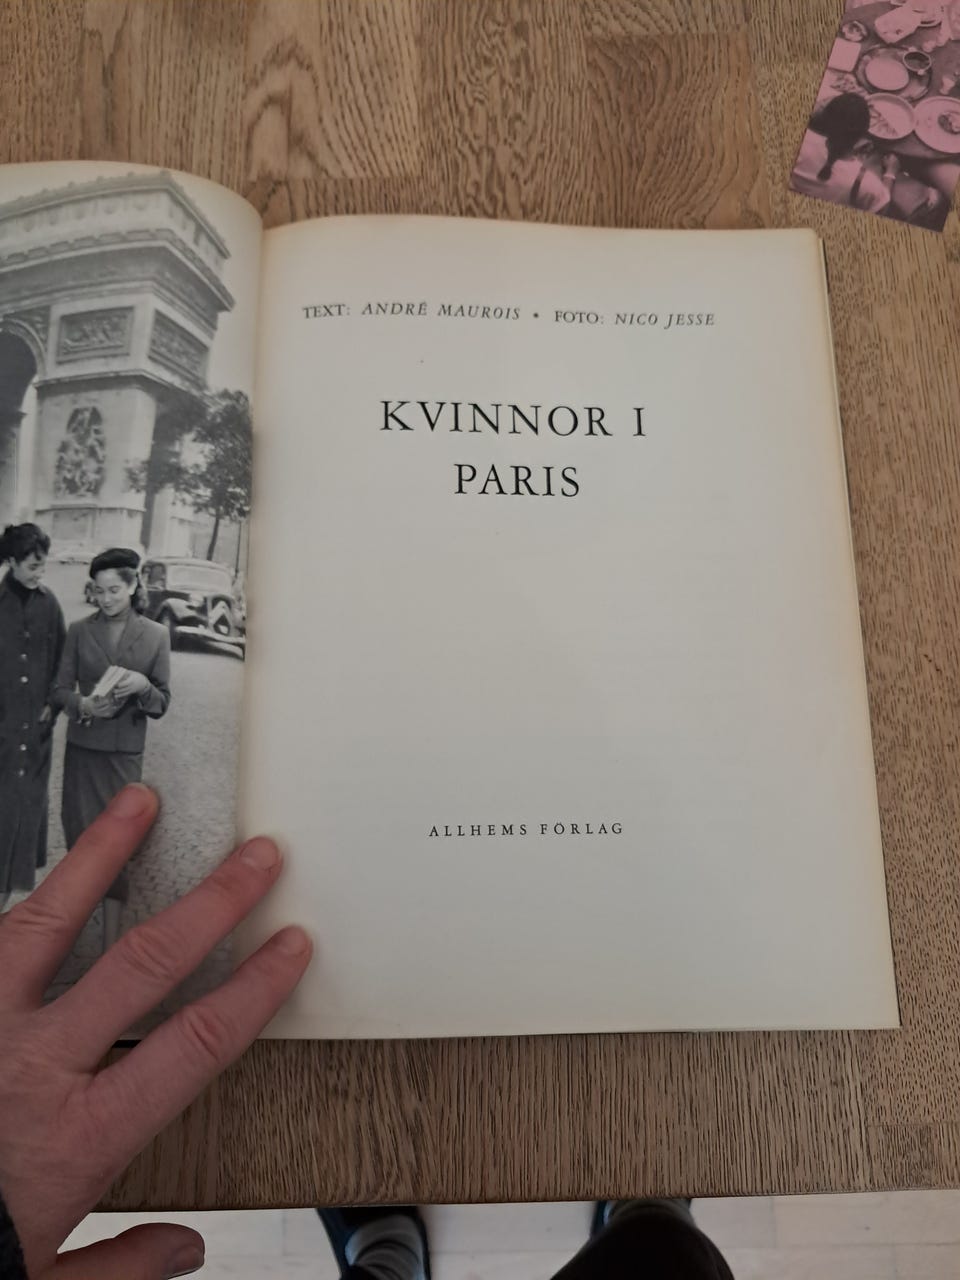 TEXT: ANDRÉ MAUROIS • FOTO: NICO JESSE
KVINNOR I
PARIS
ALLHEMS FÖRLAG